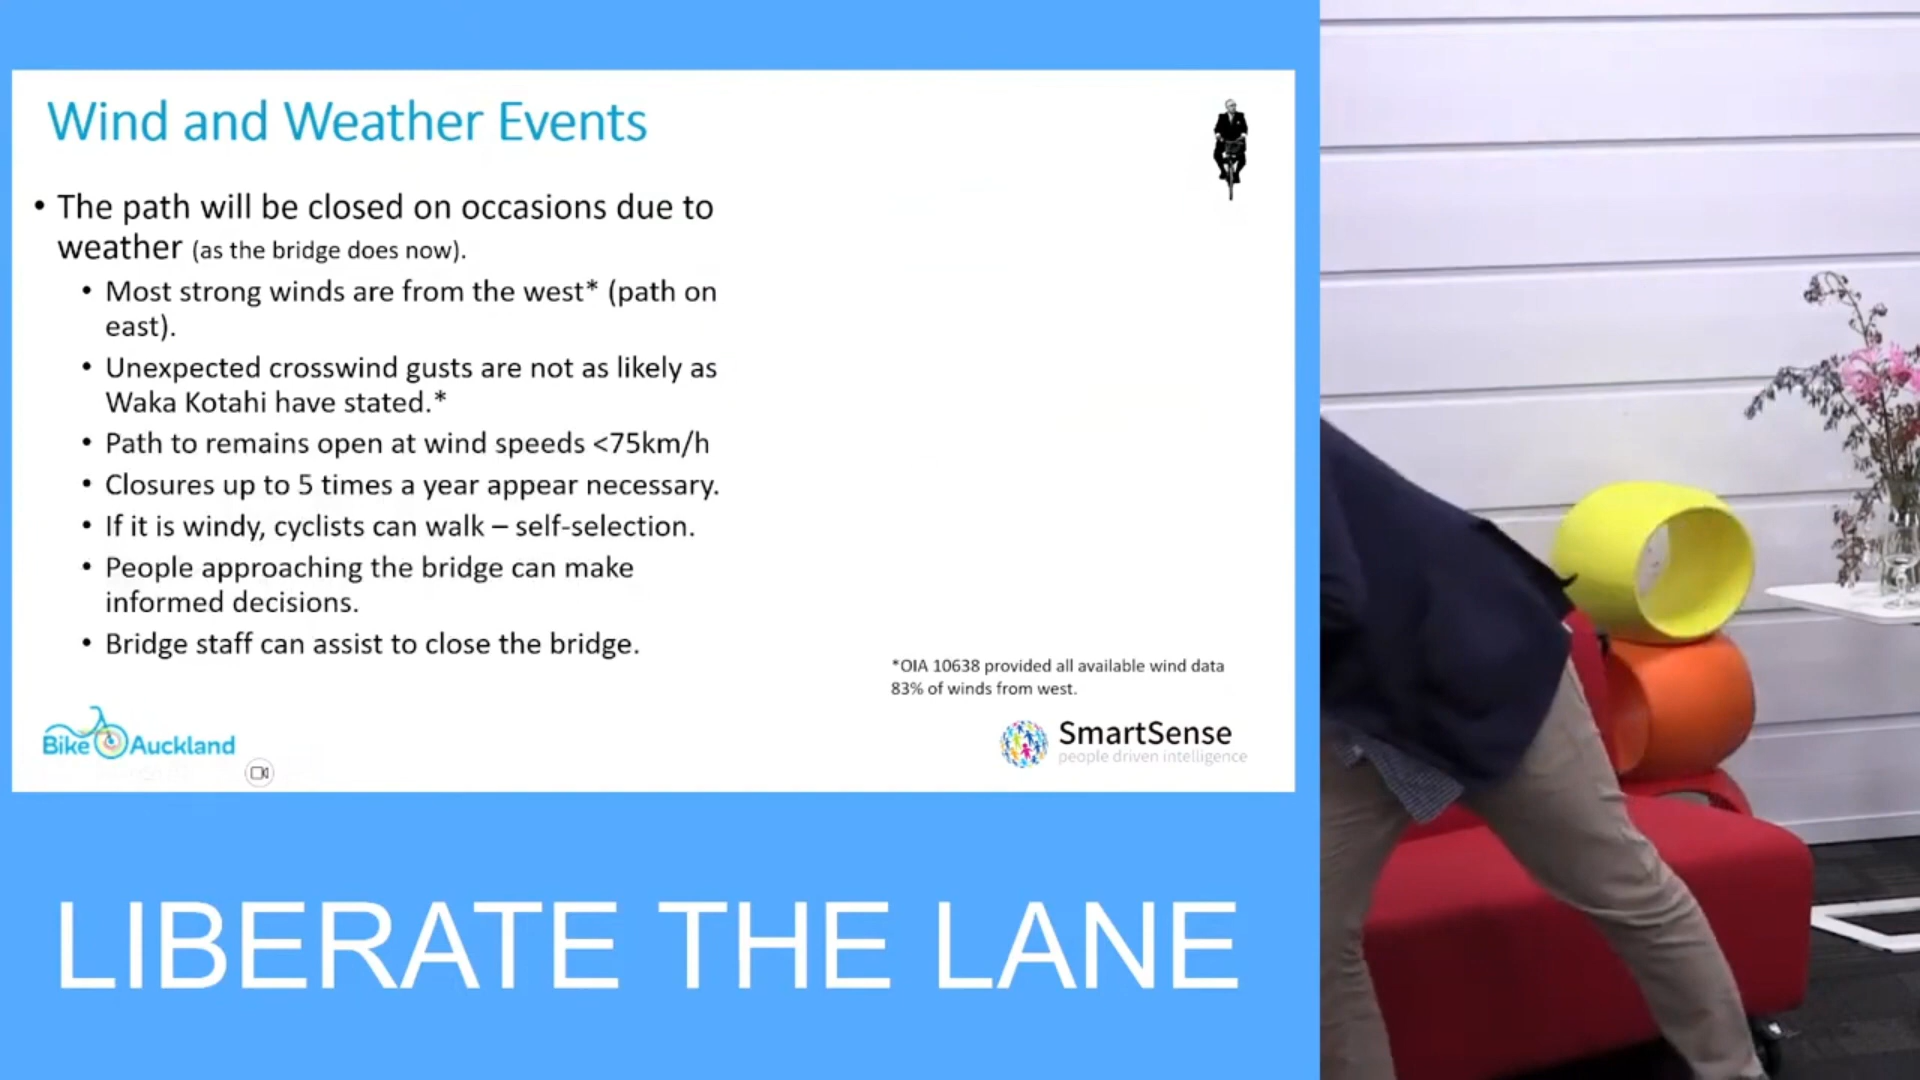 Wind and Weather Events
• The path will be closed on occasions due to
weather (as the bridge does now).
• Most strong winds are from the west* (path on
east).
• Unexpected crosswind gusts are not as likely as
Waka Kotahi have stated.*
• Path to remains open at wind speeds <75km/h
• Closures up to 5 times a year appear necessary.
• If it is windy, cyclists can walk – self-selection.
• People approaching the bridge can make
informed decisions.
• Bridge staff can assist to close the bridge.
*OIA 10638 provided all available wind data
83% of winds from west.
Bike Auckland
SmartSense
people driven intelligence
LIBERATE THE LANE